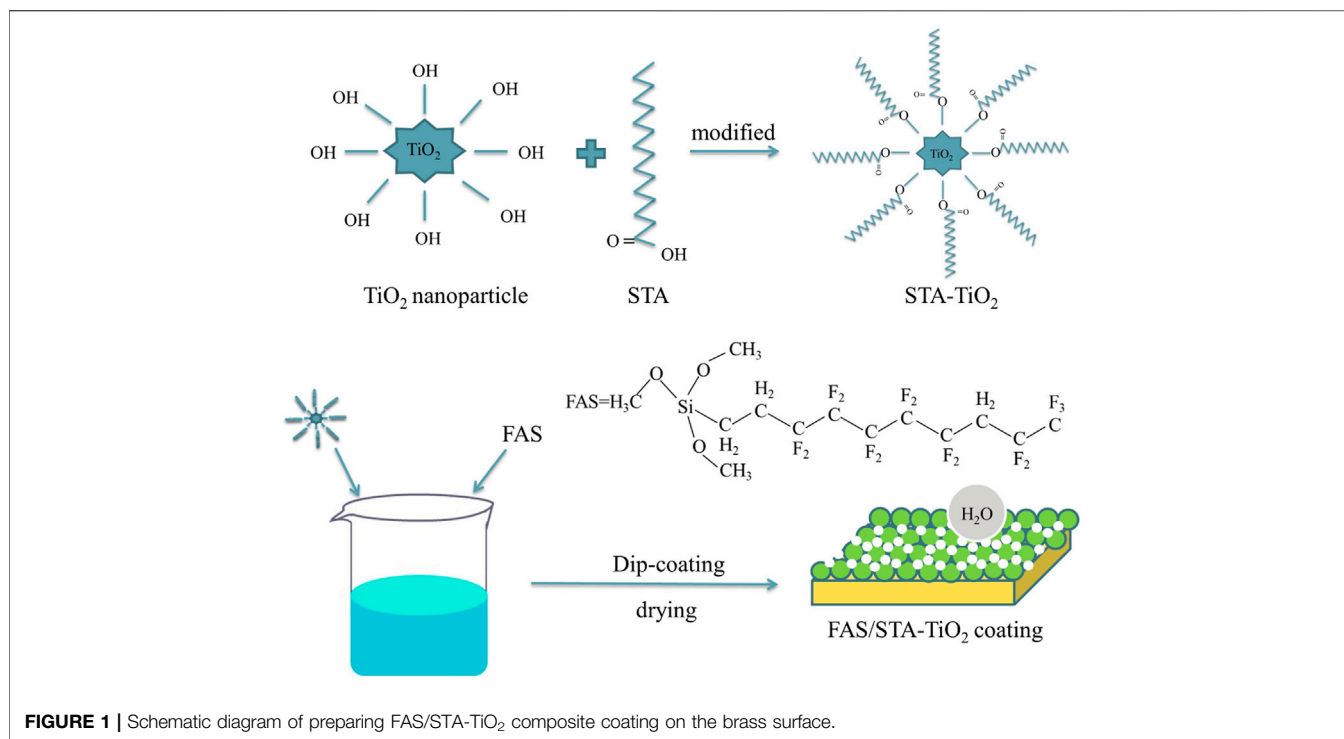 OH
OH
OH
OH
OH
OH
OH
OH
TiO₂
O
=
OH
modified
O
=
O
O
=
O
O
=
O
O
=
O
O
=
O
O
=
O
O
=
O
O
=
O
TiO₂
TiO₂ nanoparticle
STA
STA-TiO₂
FAS
FAS=H₃C
O
O
CH₃
Si
O
CH₃
H₂
C
C
H₂
C
F₂
F₂
C
C
F₂
F₂
C
C
F₂
H₂
C
C
F₂
F₃
C
Dip-coating
drying
H₂O
FAS/STA-TiO₂ coating
FIGURE 1 | Schematic diagram of preparing FAS/STA-TiO₂ composite coating on the brass surface.